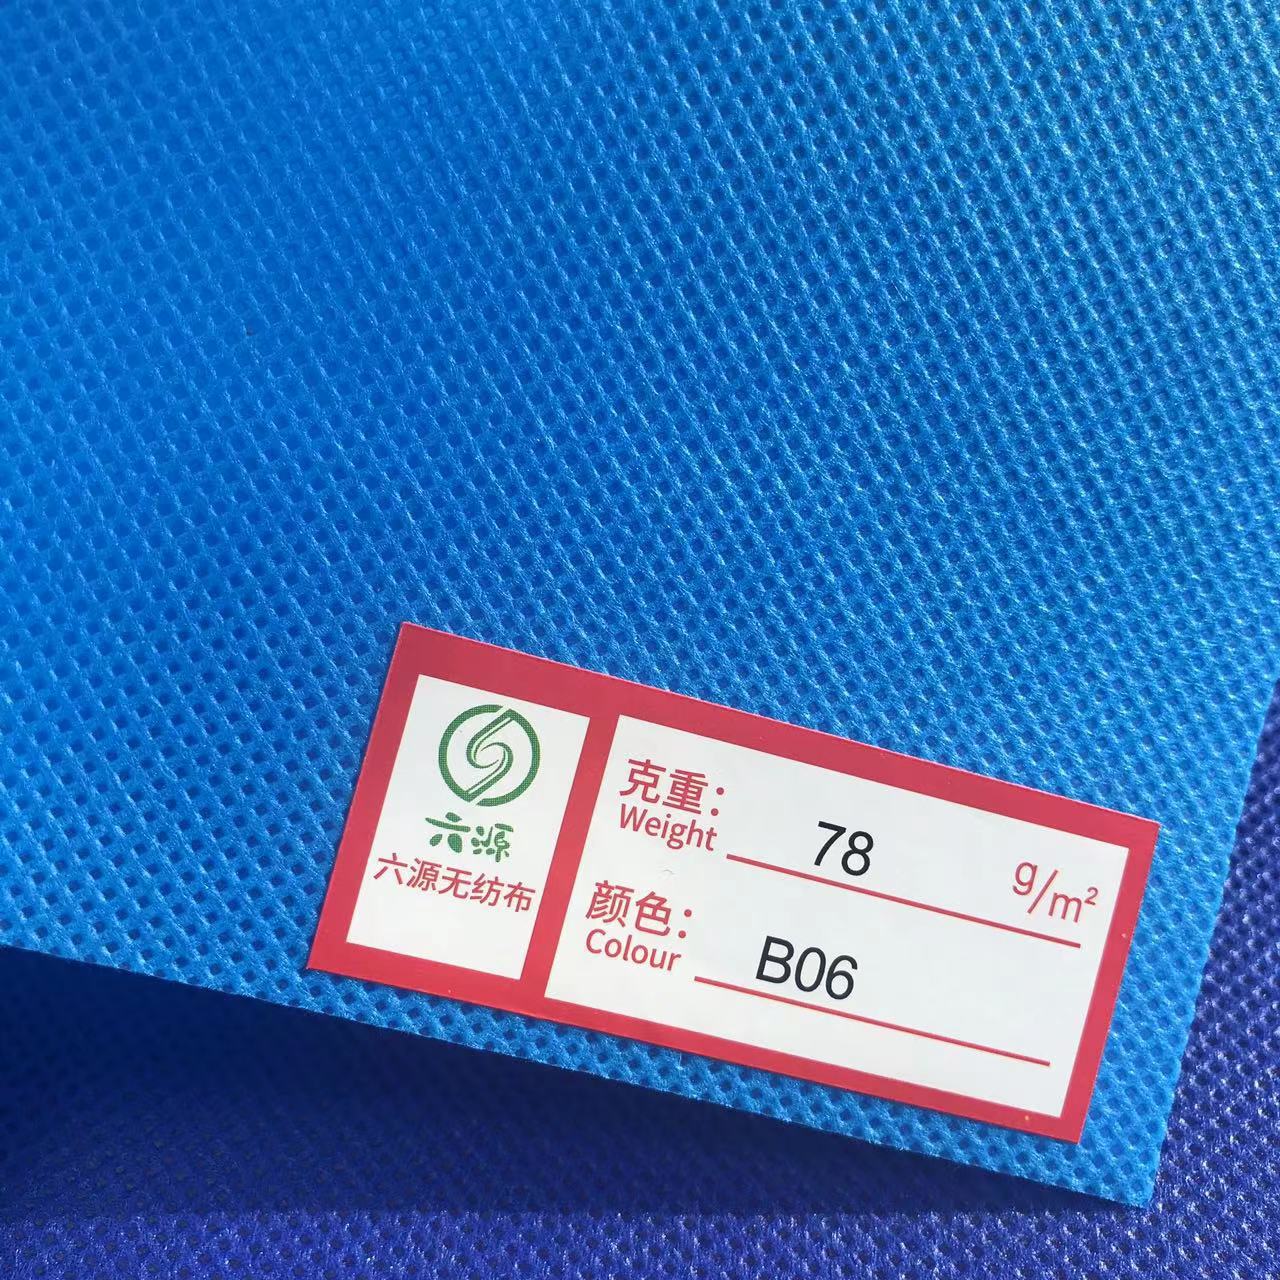 六源
六源无纺布
克重：
Weight 78 g/m²
颜色：
Colour B06